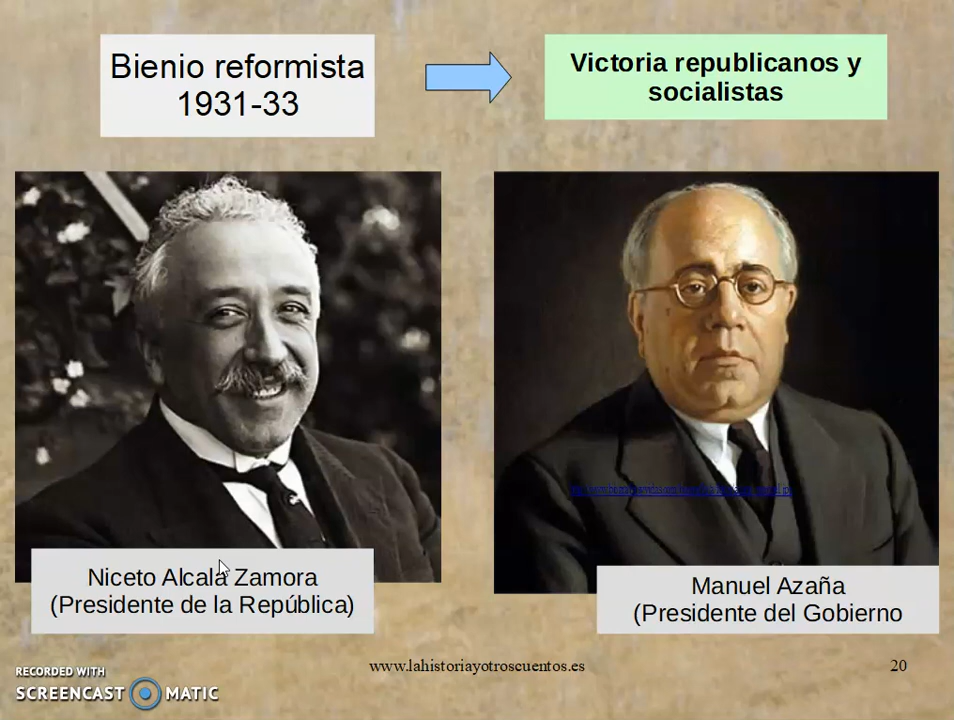 Bienio reformista
1931-33
Victoria republicanos y
socialistas
Niceto Alcalá Zamora
(Presidente de la República)
Manuel Azaña
(Presidente del Gobierno
www.lahistoriayotroscuentos.es
20
RECORDED WITH
SCREENCAST MATIC